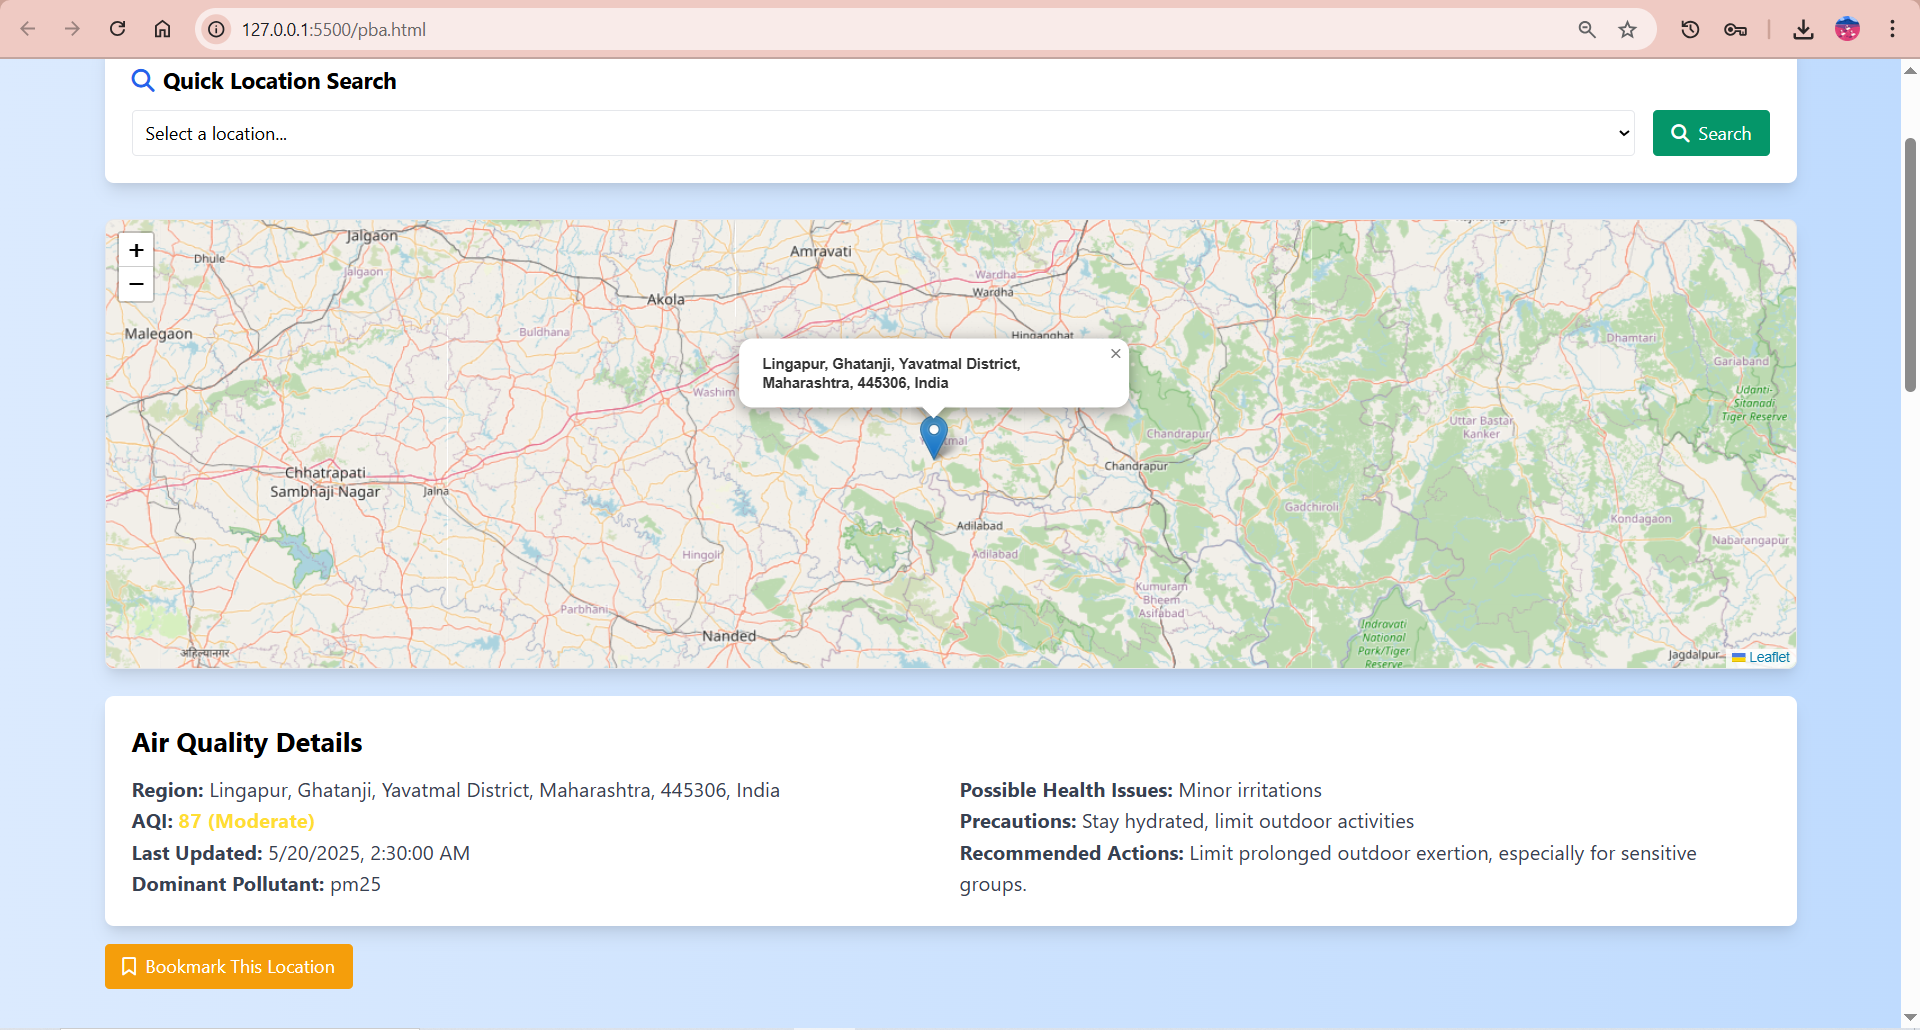 127.0.0.1:5500/pba.html
Quick Location Search
Select a location...
Search
+
−
Jalgaon
Dhule
Jalgaon
Amravati
Akola
Wardha
Wardha
Malegaon
Buldhana
Hinganghat
Dhamtari
Gariaband
Lingapur, Ghatanji, Yavatmal District,
Maharashtra, 445306, India
×
Washim
Udanti-
Sitanadi
Tiger Reserve
Uttar Bastar
Kanker
Chandrapur
Chandrapur
Chhatrapati
Sambhaji Nagar
Jalna
Gadchiroli
Kondagaon
Adilabad
Adilabad
Hingoli
Nabarangapur
Kumuram
Bheem
Asifabad
Parbhani
Nanded
Indravati
National
Park/Tiger
Reserve
अहिल्यानगर
Jagdalpur
Leaflet
Air Quality Details
Region: Lingapur, Ghatanji, Yavatmal District, Maharashtra, 445306, India
AQI: 87 (Moderate)
Last Updated: 5/20/2025, 2:30:00 AM
Dominant Pollutant: pm25
Possible Health Issues: Minor irritations
Precautions: Stay hydrated, limit outdoor activities
Recommended Actions: Limit prolonged outdoor exertion, especially for sensitive
groups.
Bookmark This Location